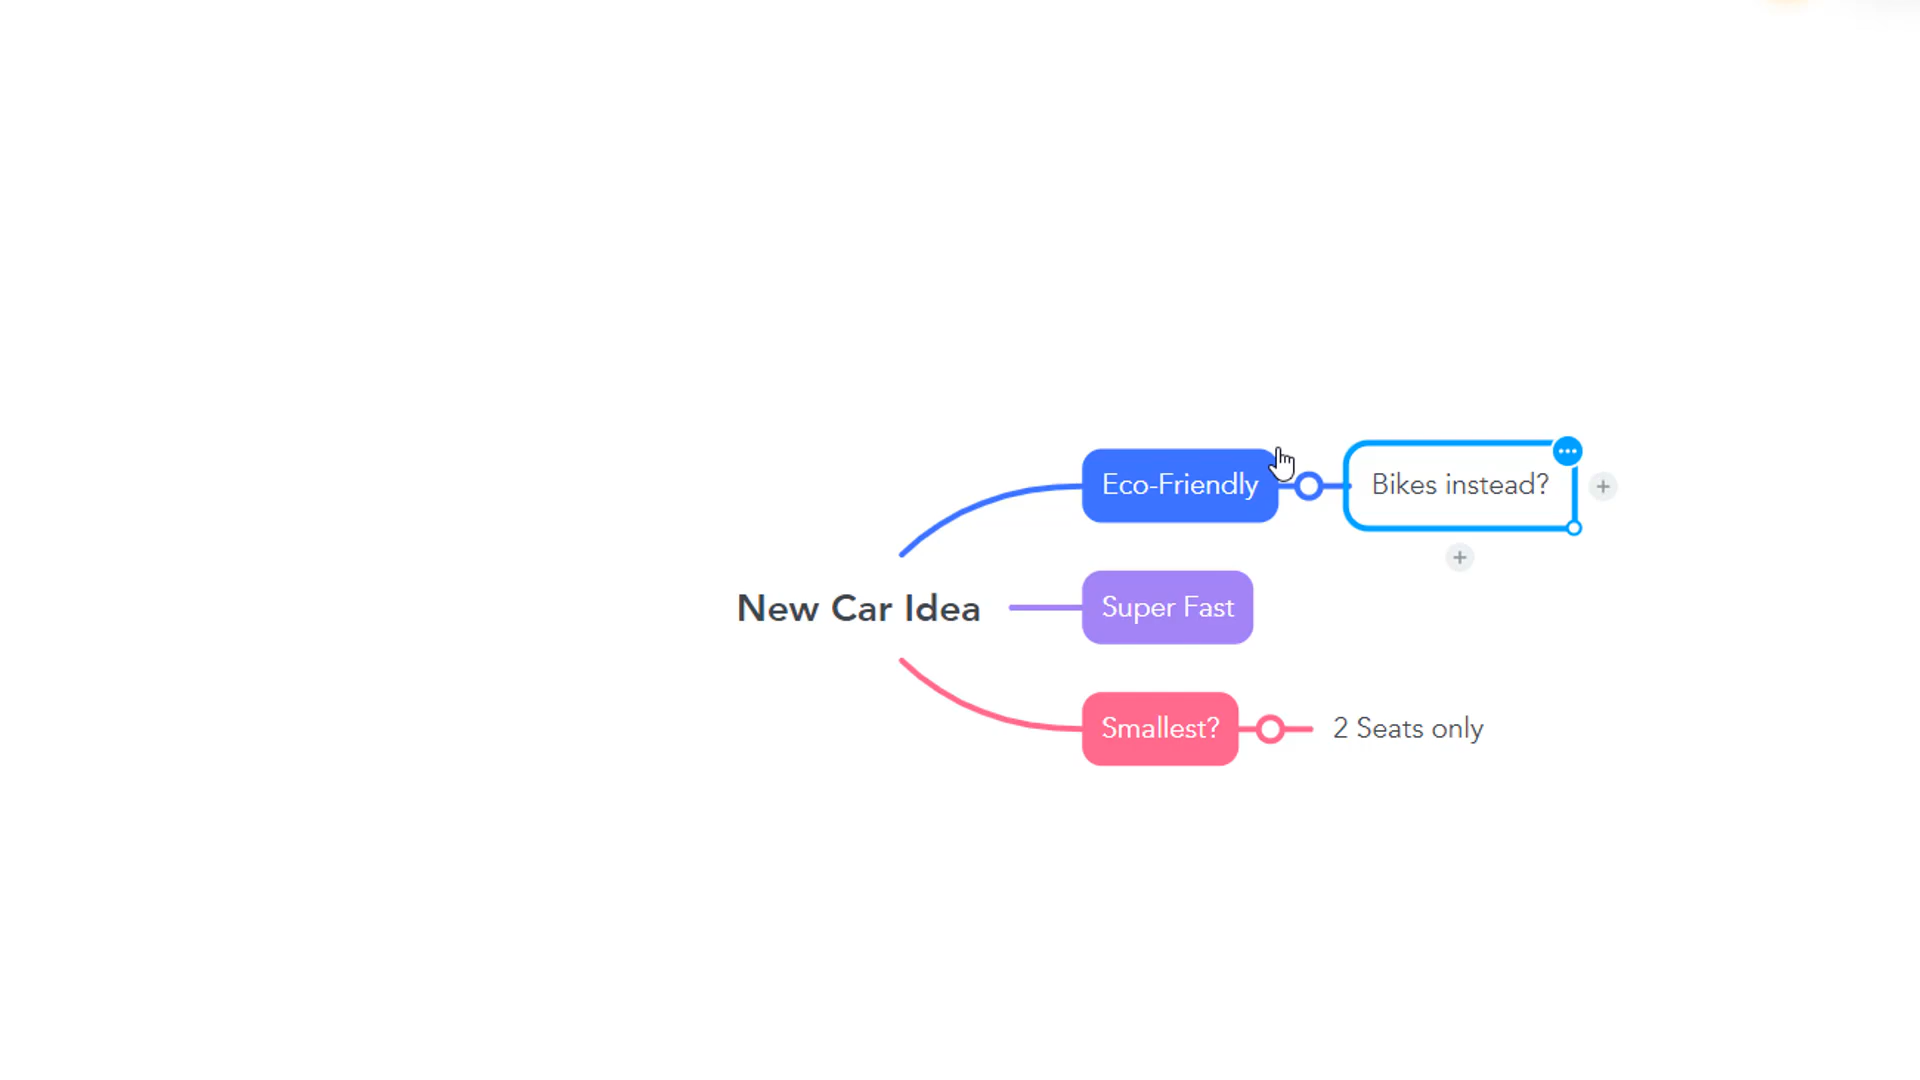 Eco-Friendly
Bikes instead?
New Car Idea
Super Fast
Smallest?
2 Seats only